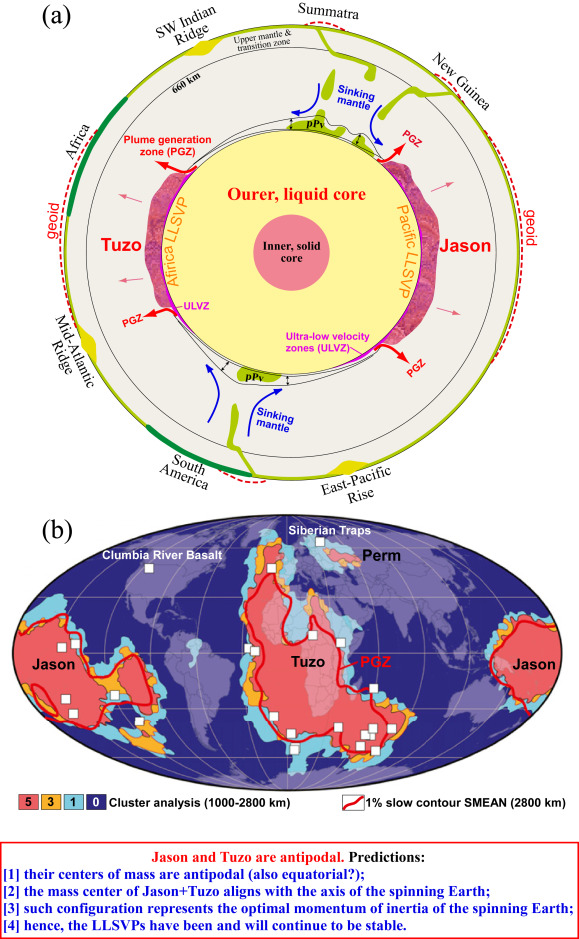 (a)
Summatra
SW Indian
Ridge
Upper mantle &
transition zone
660 km
New Guinea
Sinking
mantle
pPv
PGZ
Africa
Plume generation
zone (PGZ)
Ourer, liquid core
geoid
Tuzo
Afirica LLSVP
Inner, solid
core
Pacific LLSVP
Jason
geoid
ULVZ
PGZ
Ultra-low velocity
zones (ULVZ)
Mid-Atlantic
Ridge
pPv
PGZ
Sinking
mantle
South
America
East-Pacific
Rise
(b)
Siberian Traps
Clumbia River Basalt
Perm
Jason
Tuzo
PGZ
Jason
5 3 1 0 Cluster analysis (1000-2800 km)
1% slow contour SMEAN (2800 km)
Jason and Tuzo are antipodal. Predictions:
[1] their centers of mass are antipodal (also equatorial?);
[2] the mass center of Jason+Tuzo aligns with the axis of the spinning Earth;
[3] such configuration represents the optimal momentum of inertia of the spinning Earth;
[4] hence, the LLSVPs have been and will continue to be stable.